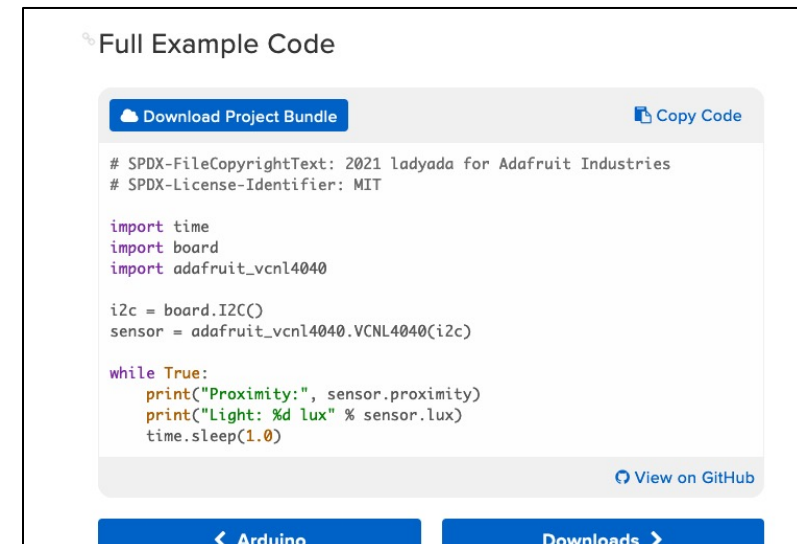 Full Example Code
Download Project Bundle
Copy Code
# SPDX-FileCopyrightText: 2021 ladyada for Adafruit Industries
# SPDX-License-Identifier: MIT
import time
import board
import adafruit_vcnl4040
i2c = board.I2C()
sensor = adafruit_vcnl4040.VCNL4040(i2c)
while True:
    print("Proximity:", sensor.proximity)
    print("Light: %d lux" % sensor.lux)
    time.sleep(1.0)
View on GitHub
Arduino
Downloads